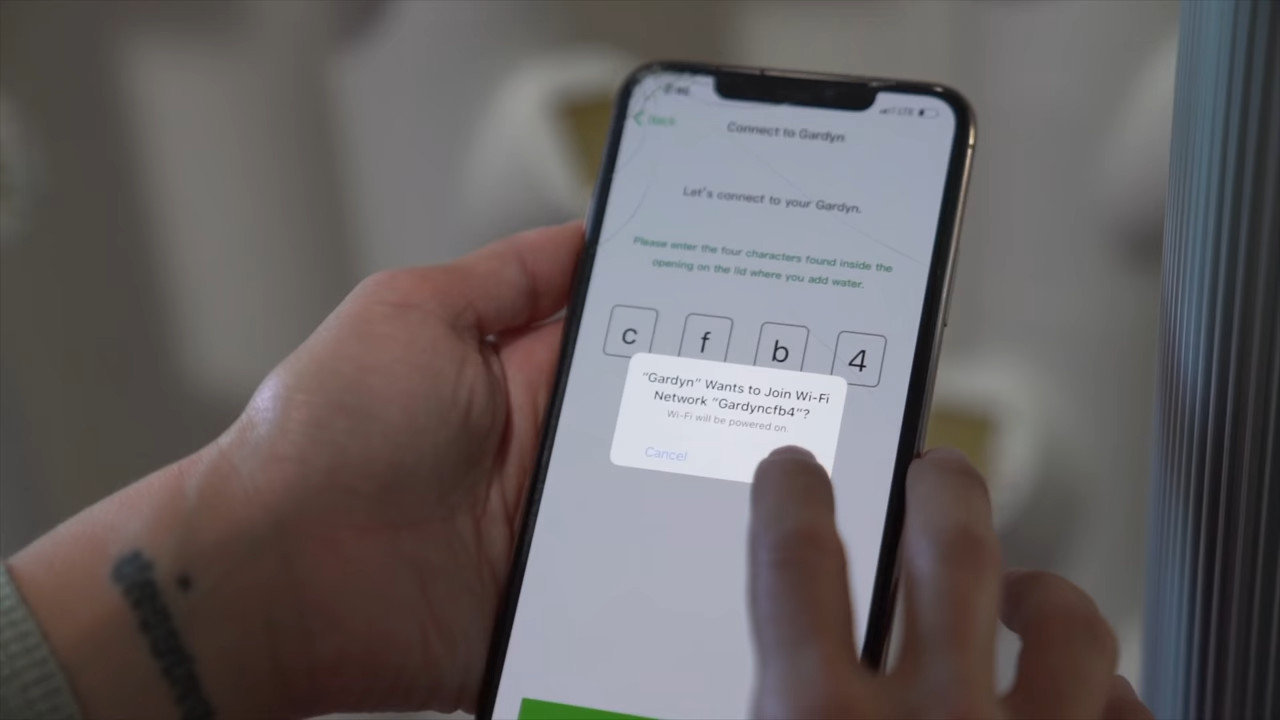 LTE
Back
Connect to Gardyn
Let's connect to your Gardyn.
Please enter the four characters found inside the
opening on the lid where you add water.
c f b 4
"Gardyn" Wants to Join Wi-Fi
Network "Gardyncfb4"?
Wi-Fi will be powered on.
Cancel